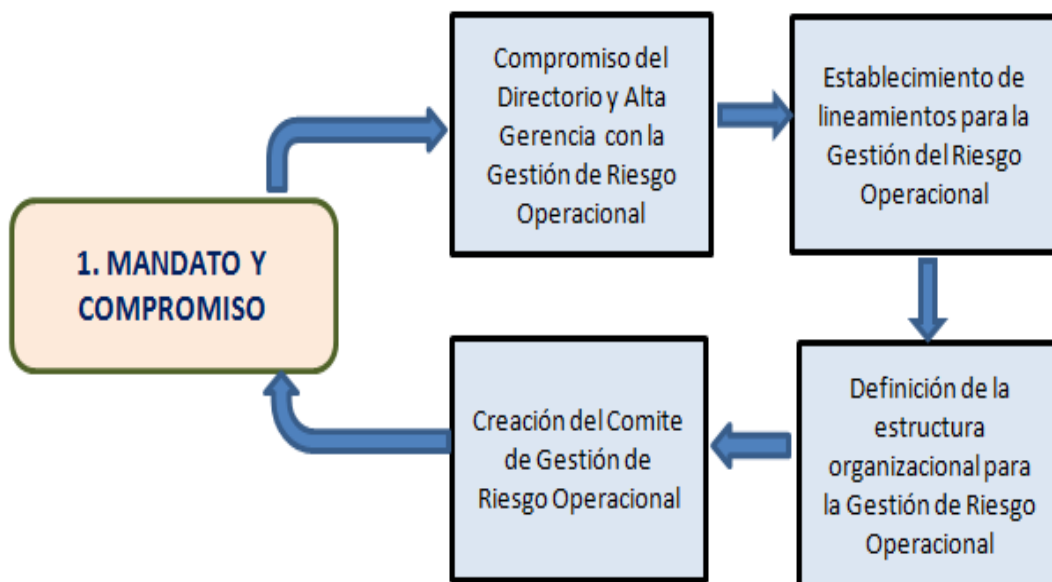 1. MANDATO Y
COMPROMISO
Compromiso del
Directorio y Alta
Gerencia con la
Gestión de Riesgo
Operacional
Establecimiento de
lineamientos para la
Gestión del Riesgo
Operacional
Definición de la
estructura
organizacional para
la Gestión de Riesgo
Operacional
Creación del Comite
de Gestión de
Riesgo Operacional